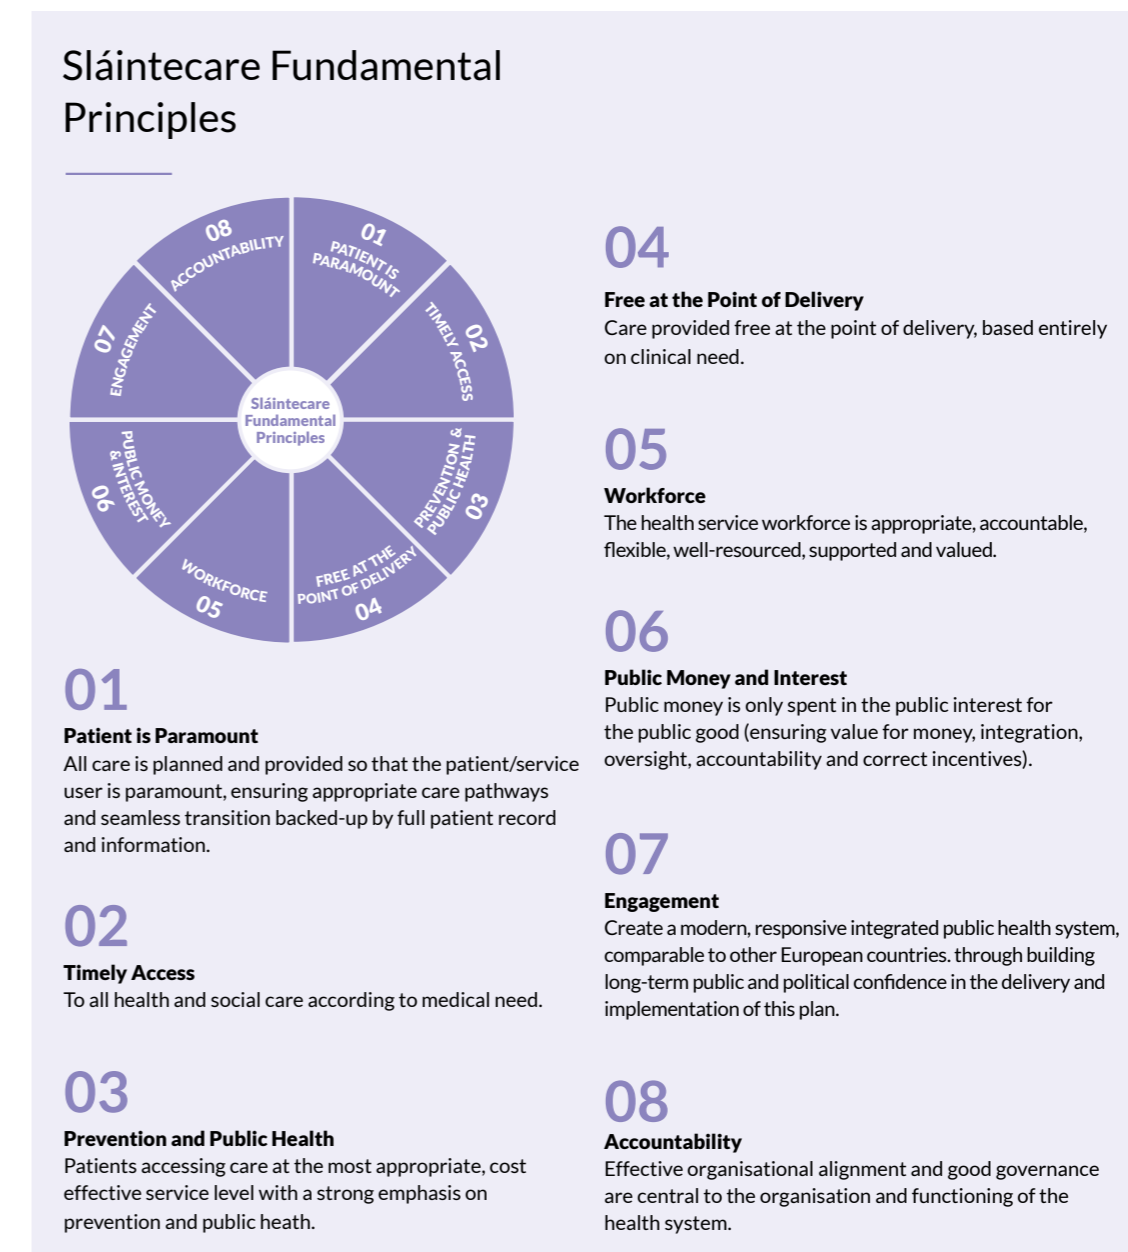 Sláintecare Fundamental
Principles
01
PATIENT IS
PARAMOUNT
02
TIMELY ACCESS
03
PREVENTION &
PUBLIC HEALTH
FREE AT THE
POINT OF DELIVERY
04
WORKFORCE
05
PUBLIC MONEY
& INTEREST
06
07
ENGAGEMENT
08
ACCOUNTABILITY
Sláintecare
Fundamental
Principles
01
Patient is Paramount
All care is planned and provided so that the patient/service
user is paramount, ensuring appropriate care pathways
and seamless transition backed-up by full patient record
and information.
02
Timely Access
To all health and social care according to medical need.
03
Prevention and Public Health
Patients accessing care at the most appropriate, cost
effective service level with a strong emphasis on
prevention and public heath.
04
Free at the Point of Delivery
Care provided free at the point of delivery, based entirely
on clinical need.
05
Workforce
The health service workforce is appropriate, accountable,
flexible, well-resourced, supported and valued.
06
Public Money and Interest
Public money is only spent in the public interest for
the public good (ensuring value for money, integration,
oversight, accountability and correct incentives).
07
Engagement
Create a modern, responsive integrated public health system,
comparable to other European countries. through building
long-term public and political confidence in the delivery and
implementation of this plan.
08
Accountability
Effective organisational alignment and good governance
are central to the organisation and functioning of the
health system.